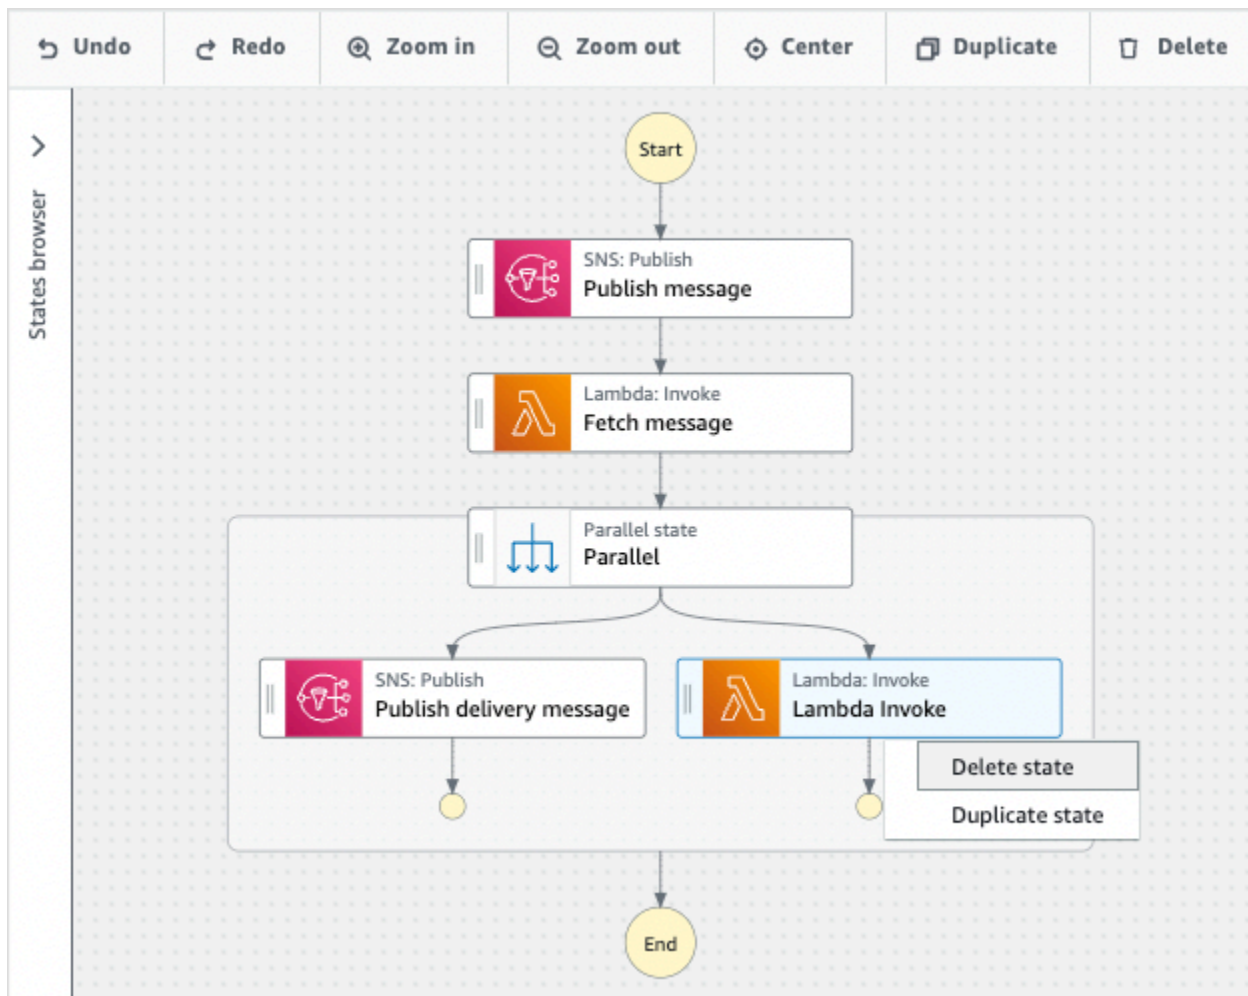 Undo
Redo
Zoom in
Zoom out
Center
Duplicate
Delete
States browser
Start
SNS: Publish
Publish message
Lambda: Invoke
Fetch message
Parallel state
Parallel
SNS: Publish
Publish delivery message
Lambda: Invoke
Lambda Invoke
Delete state
Duplicate state
End